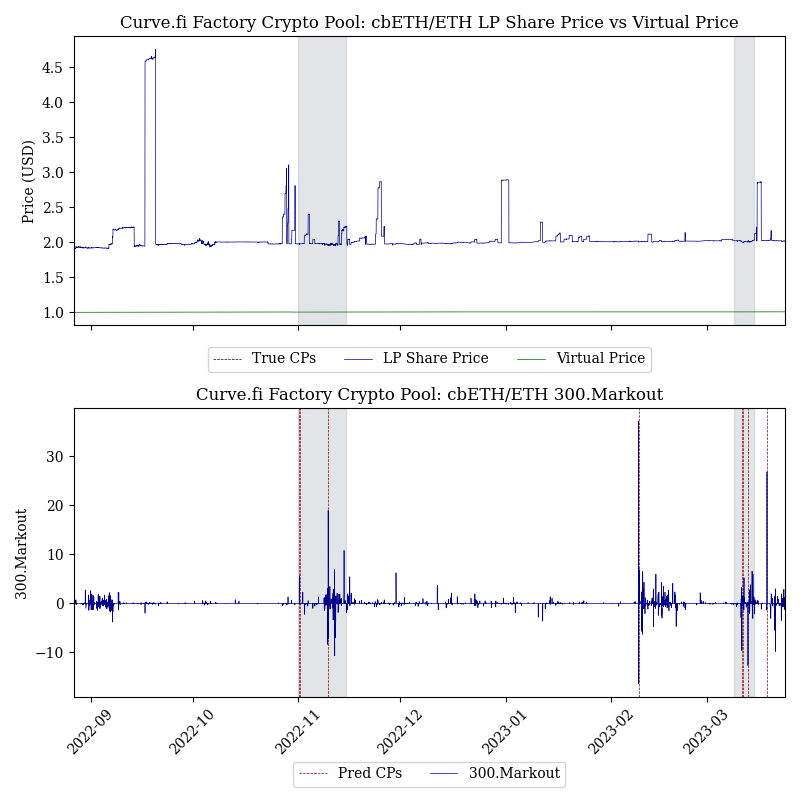 Curve.fi Factory Crypto Pool: cbETH/ETH LP Share Price vs Virtual Price
Price (USD)
4.5
4.0
3.5
3.0
2.5
2.0
1.5
1.0
True CPs LP Share Price Virtual Price
Curve.fi Factory Crypto Pool: cbETH/ETH 300.Markout
300.Markout
30
20
10
0
−10
2022-09 2022-10 2022-11 2022-12 2023-01 2023-02 2023-03
Pred CPs 300.Markout